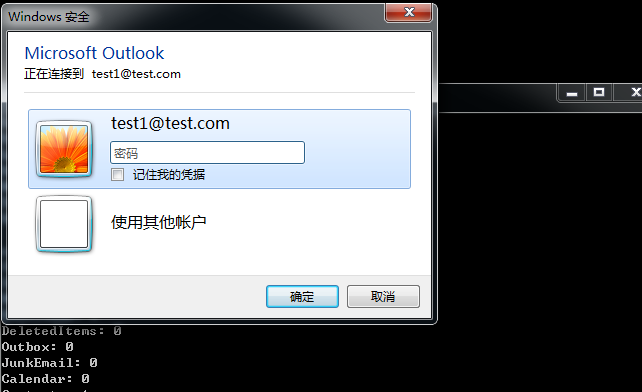 Windows 安全
Microsoft Outlook
正在连接到 test1@test.com
test1@test.com
密码
记住我的凭据
使用其他帐户
确定
取消
DeletedItems: 0
Outbox: 0
JunkEmail: 0
Calendar: 0